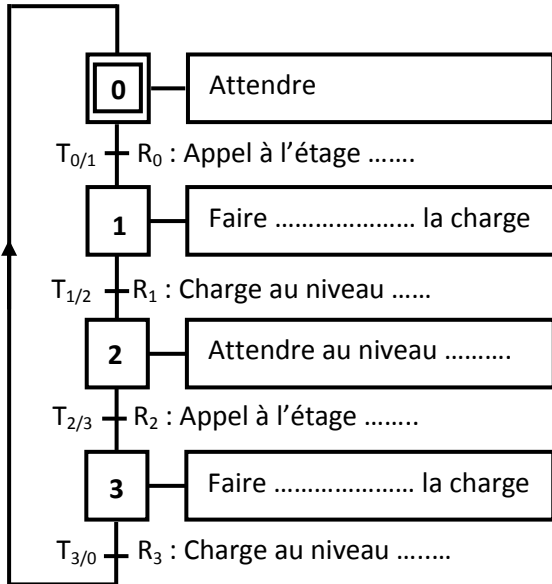 0 Attendre
T0/1 R0 : Appel à l’étage …….
1 Faire ………………… la charge
T1/2 R1 : Charge au niveau ……
2 Attendre au niveau ……….
T2/3 R2 : Appel à l’étage ……..
3 Faire ………………… la charge
T3/0 R3 : Charge au niveau ……..